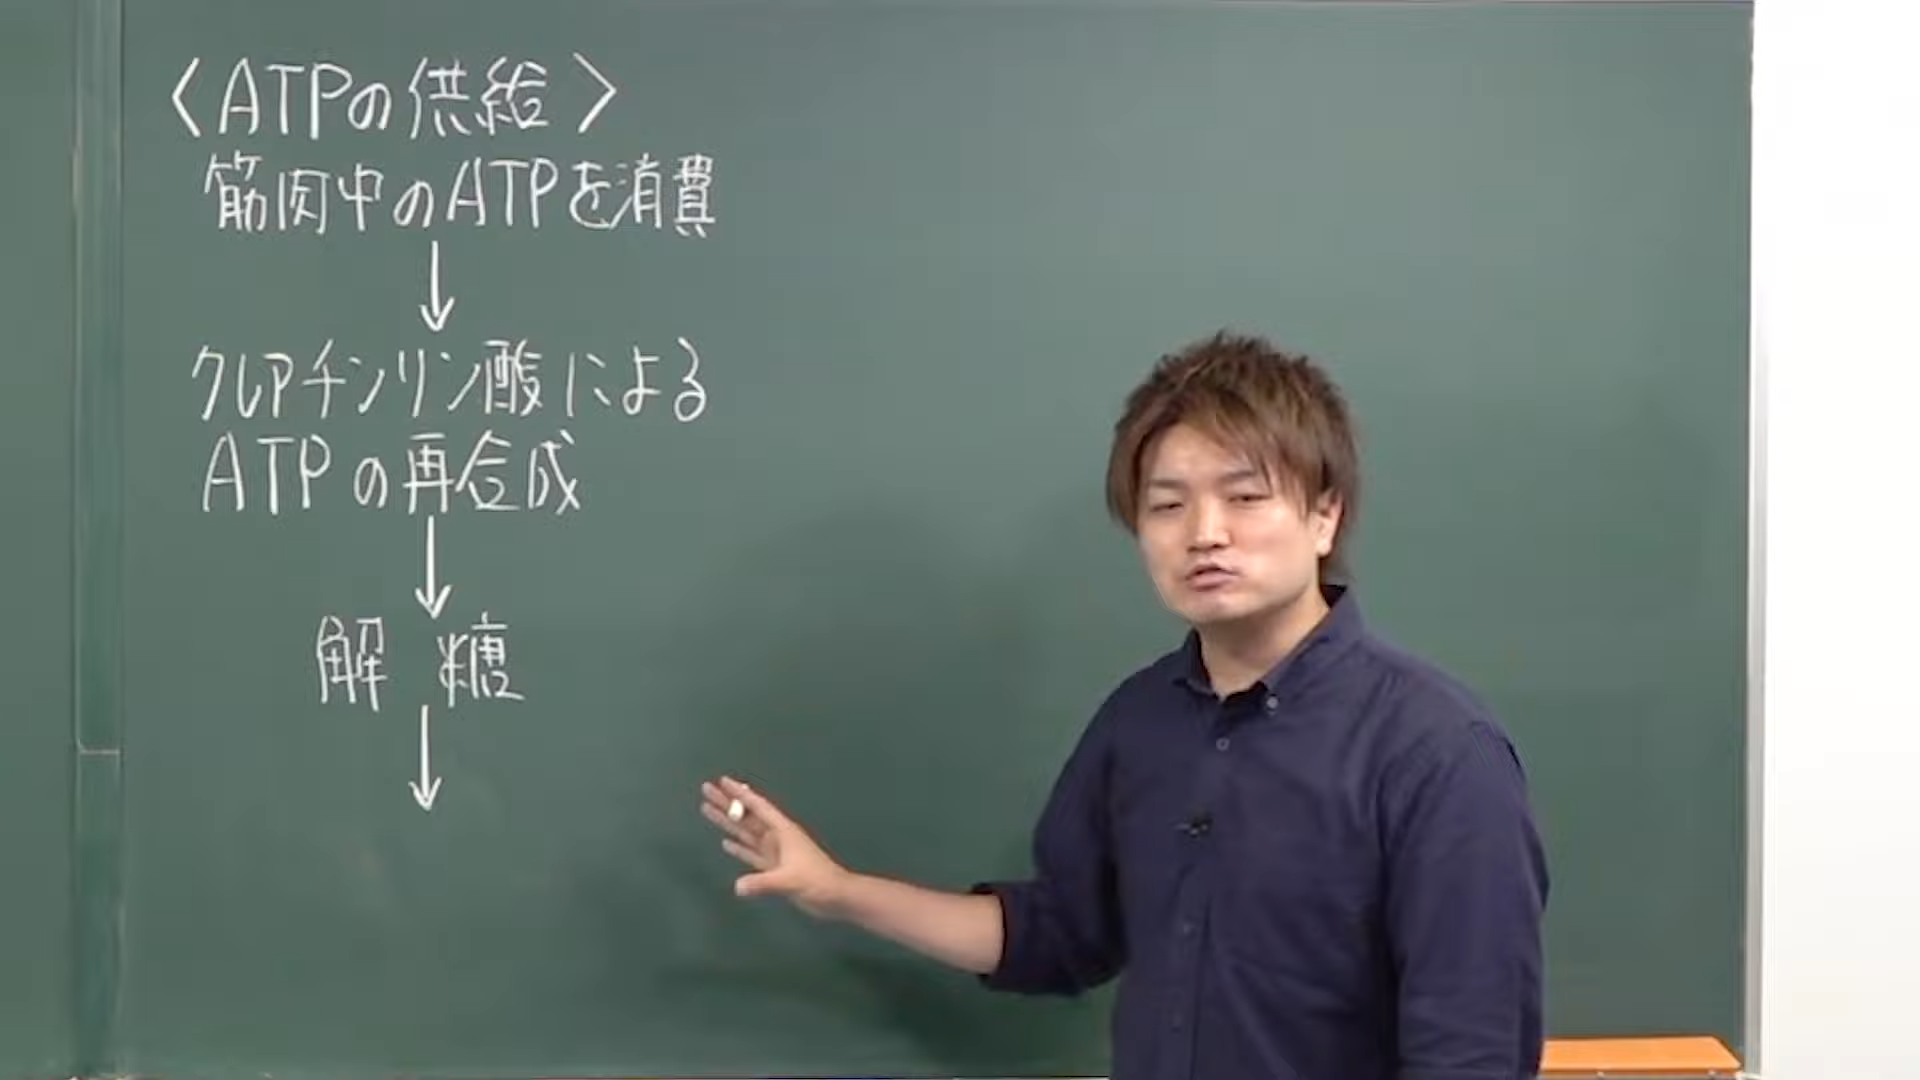 〈ATPの供給〉
筋肉中のATPを消費
↓
クレアチンリン酸による
ATPの再合成
↓
解糖
↓